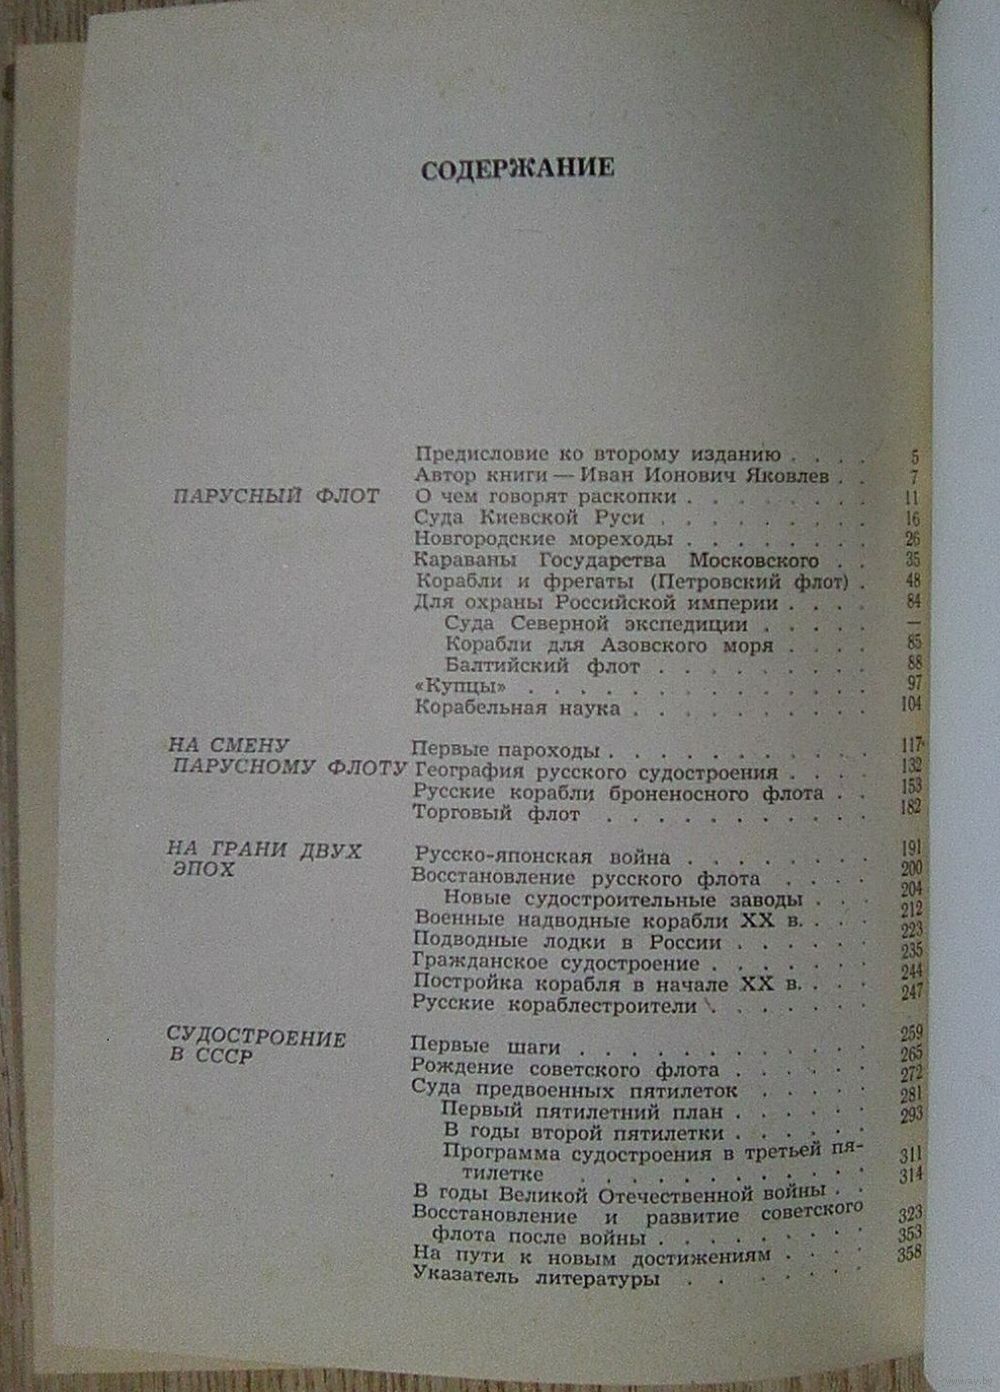 СОДЕРЖАНИЕ
Предисловие ко второму изданию . . . . 5
Автор книги — Иван Ионович Яковлев . . 7
ПАРУСНЫЙ ФЛОТ О чем говорят раскопки . . . . . . . . . 11
Суда Киевской Руси . . . . . . . . . . 16
Новгородские мореходы . . . . . . . . . 26
Караваны Государства Московского . . 35
Корабли и фрегаты (Петровский флот) . 48
Для охраны Российской империи . . . . 84
Суда Северной экспедиции . . . . . —
Корабли для Азовского моря . . . . 85
Балтийский флот . . . . . . . . . . 88
«Купцы» . . . . . . . . . . . . . . 97
Корабельная наука . . . . . . . . . . . 104
НА СМЕНУ Первые пароходы . . . . . . . . . . . 117
ПАРУСНОМУ ФЛОТУ География русского судостроения . . . . 132
Русские корабли броненосного флота . . 153
Торговый флот . . . . . . . . . . . 182
НА ГРАНИ ДВУХ Русско-японская война . . . . . . . . 191
ЭПОХ Восстановление русского флота . . . . 200
Новые судостроительные заводы . . . 204
Военные надводные корабли XX в. . . . 212
Подводные лодки в России . . . . . . 223
Гражданское судостроение . . . . . . . 235
Постройка корабля в начале XX в. . . . 244
Русские кораблестроители . . . . . . . 247
СУДОСТРОЕНИЕ Первые шаги . . . . . . . . . . . . 259
В СССР Рождение советского флота . . . . . . 265
Суда предвоенных пятилеток . . . . . 272
Первый пятилетний план . . . . . . 281
В годы второй пятилетки . . . . . . 293
Программа судостроения в третьей пя-
тилетке . . . . . . . . . . . 311
В годы Великой Отечественной войны . . 314
Восстановление и развитие советского
флота после войны . . . . . . . . . 323
На пути к новым достижениям . . . . 353
Указатель литературы . . . . . . . 358
www.ay.by